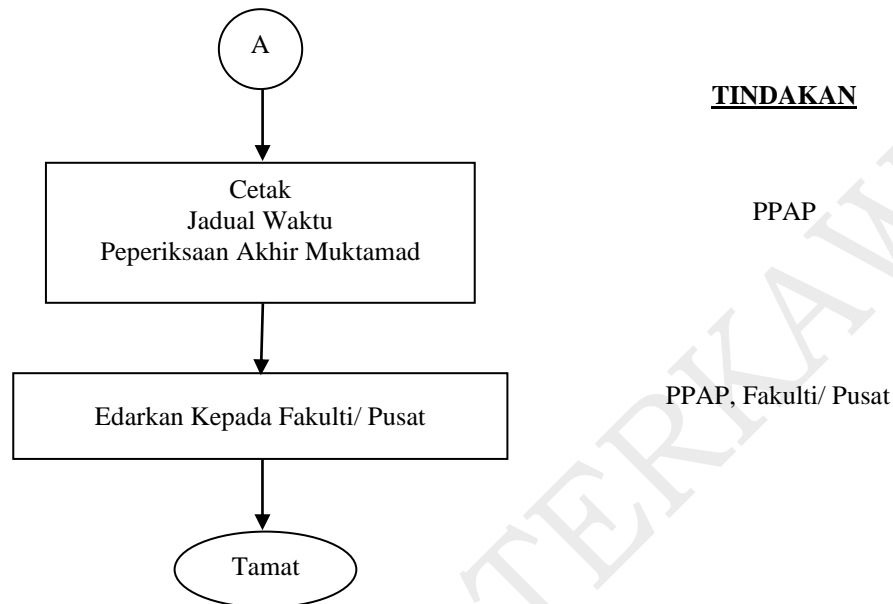 A
TINDAKAN
Cetak
Jadual Waktu
Peperiksaan Akhir Muktamad
PPAP
Edarkan Kepada Fakulti/ Pusat
PPAP, Fakulti/ Pusat
Tamat